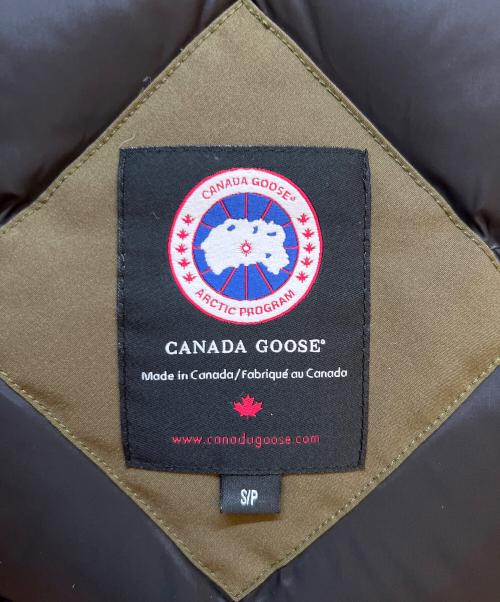 CANADA GOOSE®
ARCTIC PROGRAM
CANADA GOOSE®
Made in Canada/Fabriqué au Canada
www.canadagoose.com
S/P